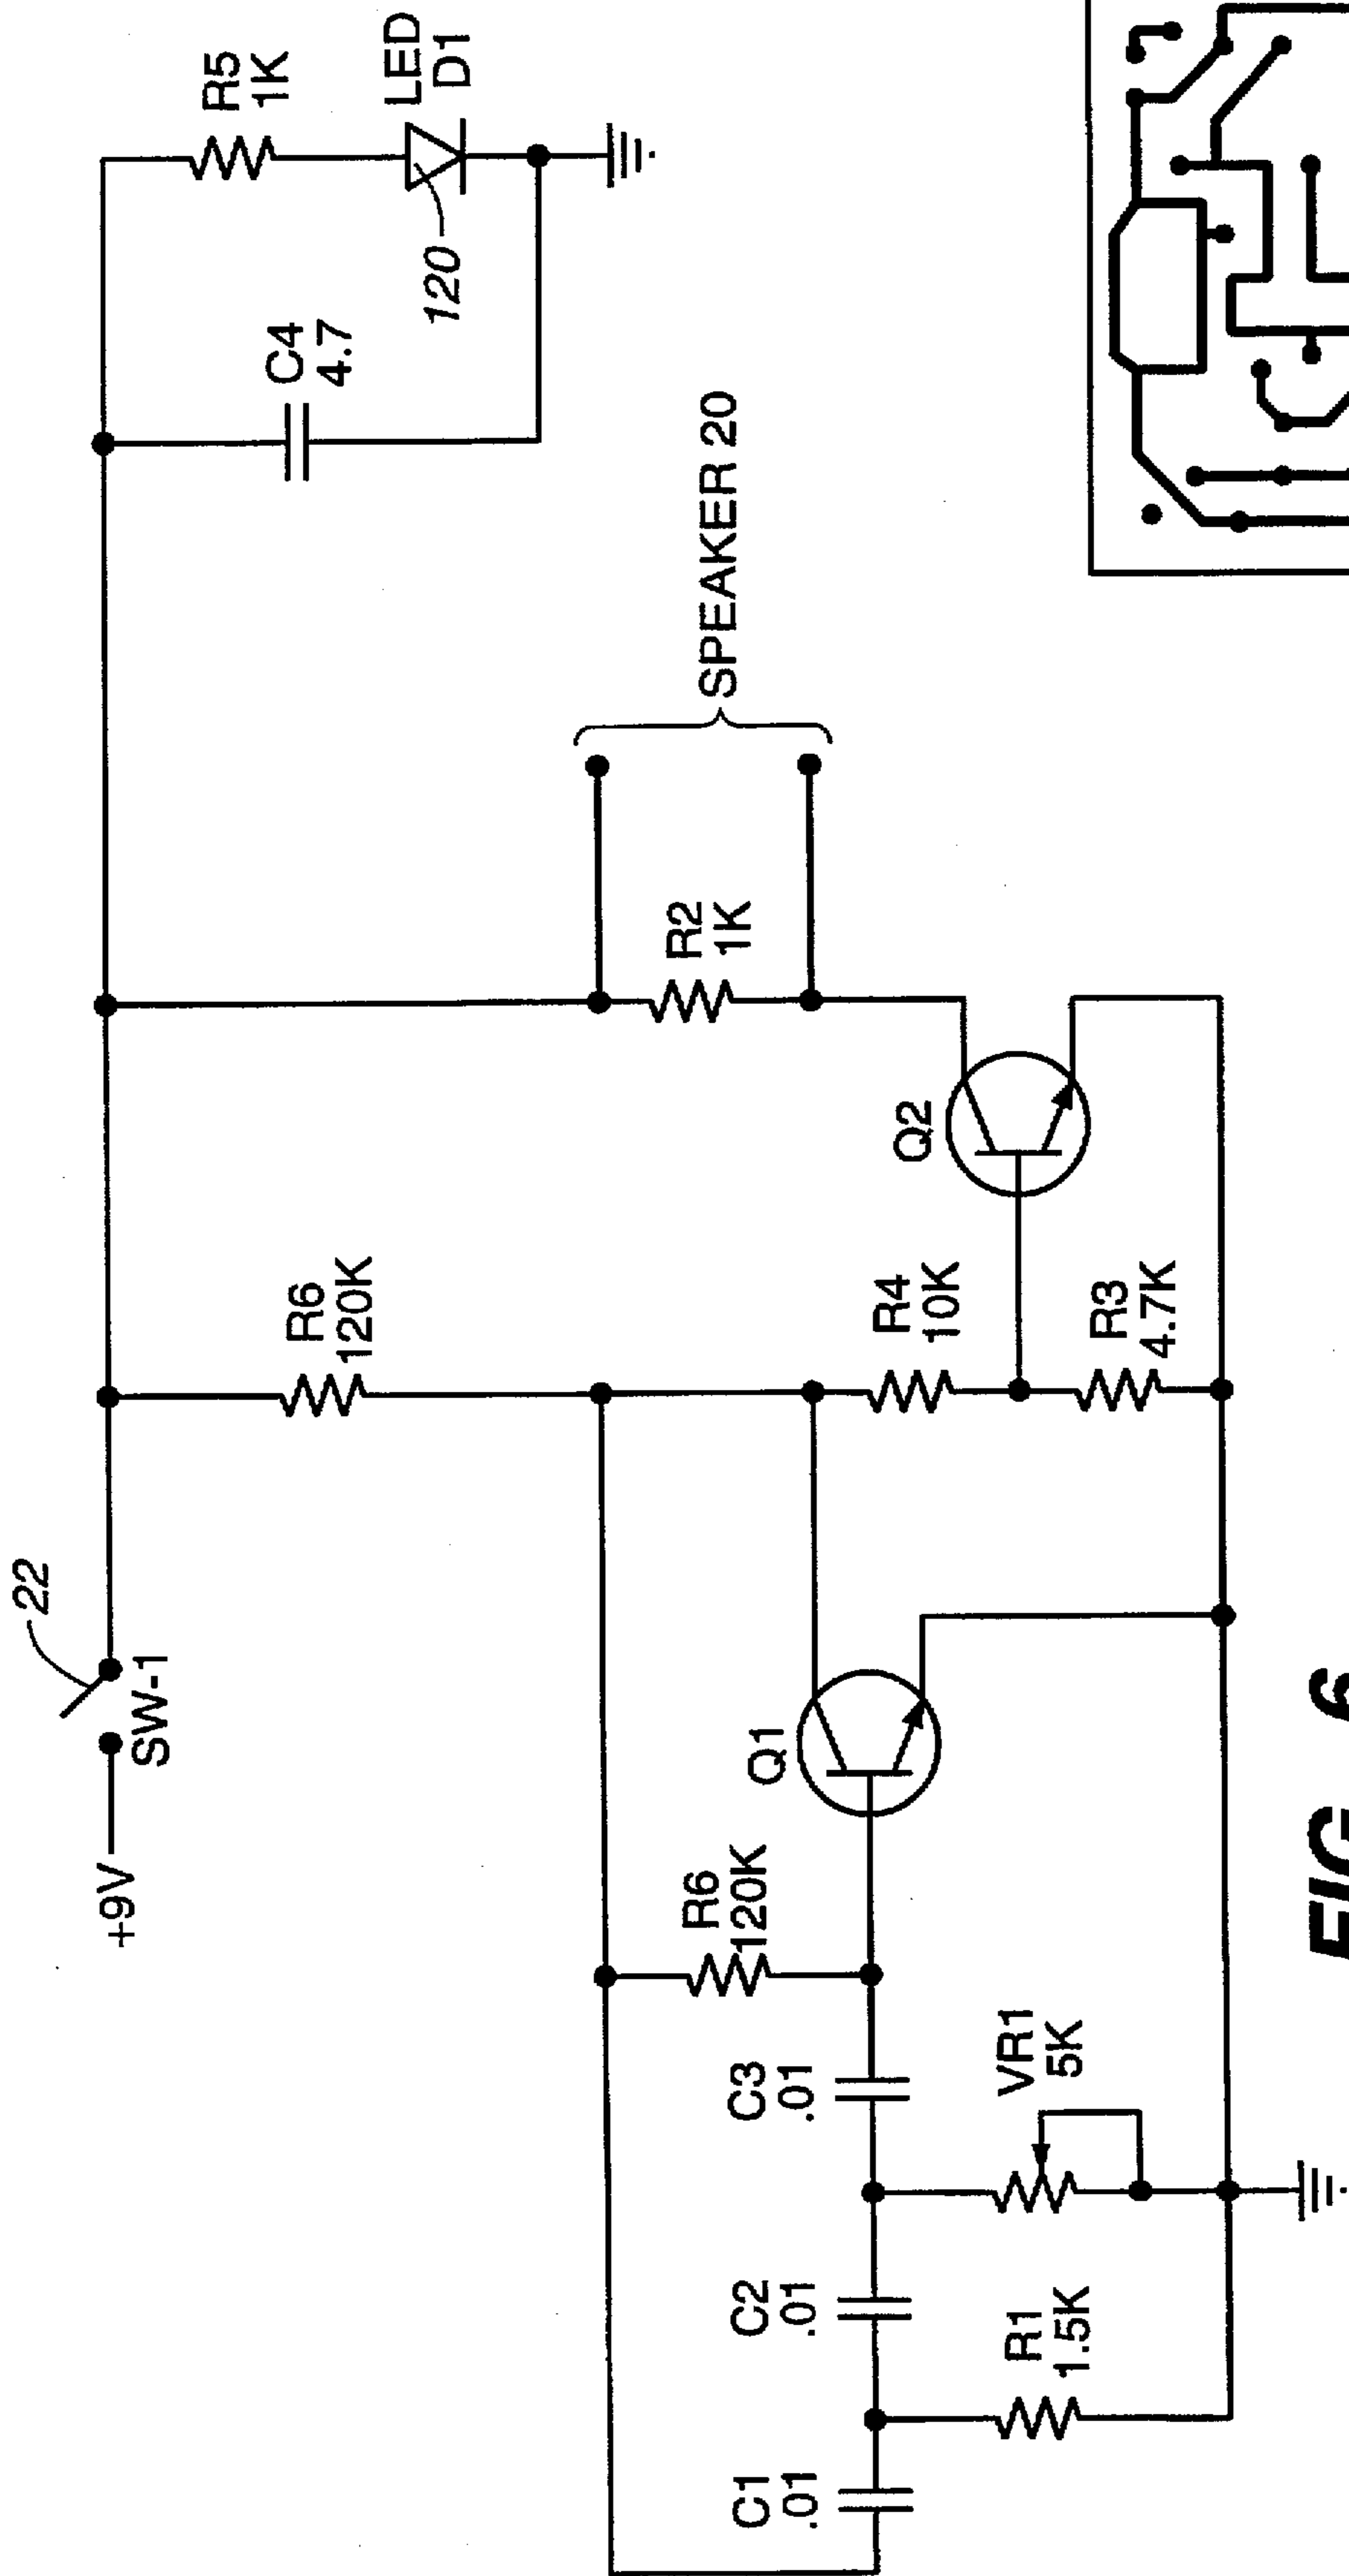 22
+9V
SW-1
R6
120K
R5
1K
LED
D1
120
C4
4.7
SPEAKER 20
R2
1K
Q2
R4
10K
R3
4.7K
Q1
R6
120K
C3
.01
VR1
5K
C2
.01
R1
1.5K
C1
.01
FIG_6